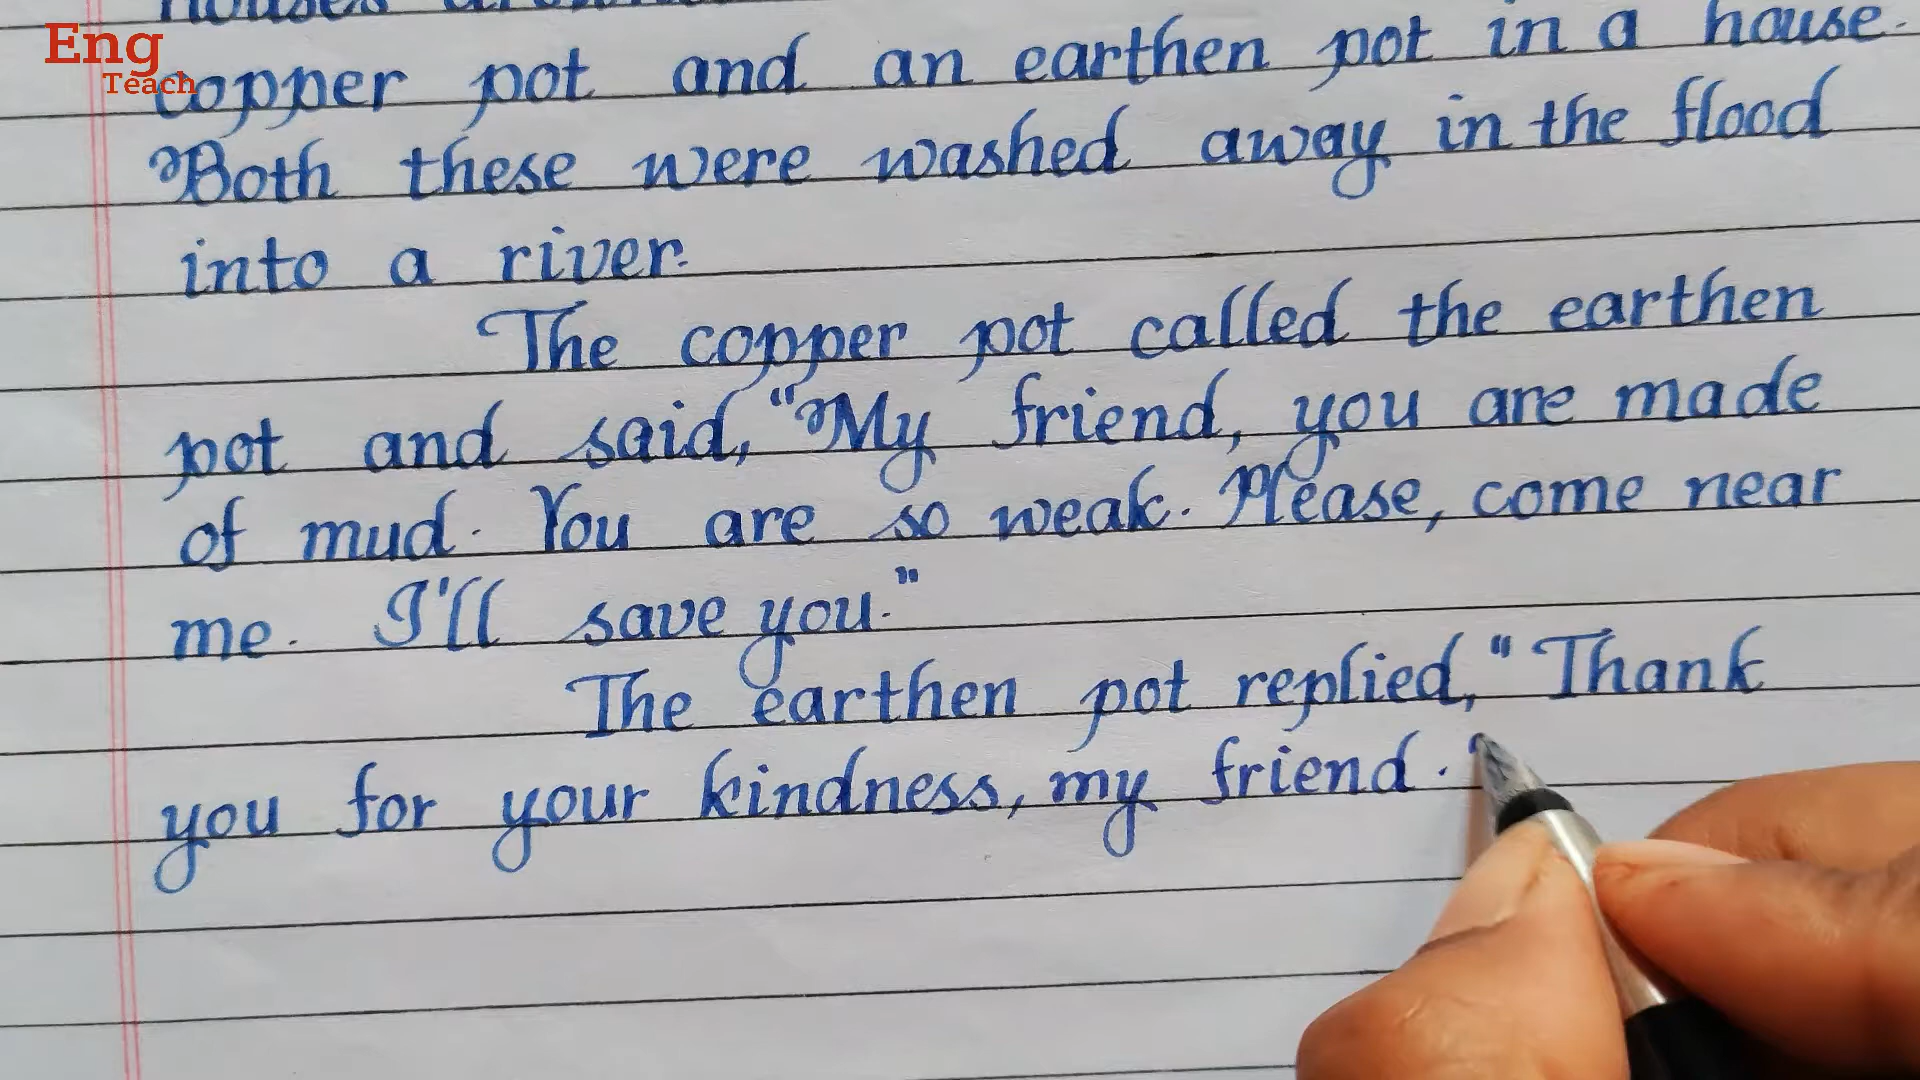 Eng
Teach
houses
copper pot and an earthen pot in a house.
Both these were washed away in the flood
into a river.
The copper pot called the earthen
pot and said, "My friend, you are made
of mud. You are so weak. Please, come near
me. I'll save you."
The earthen pot replied, "Thank
you for your kindness, my friend.